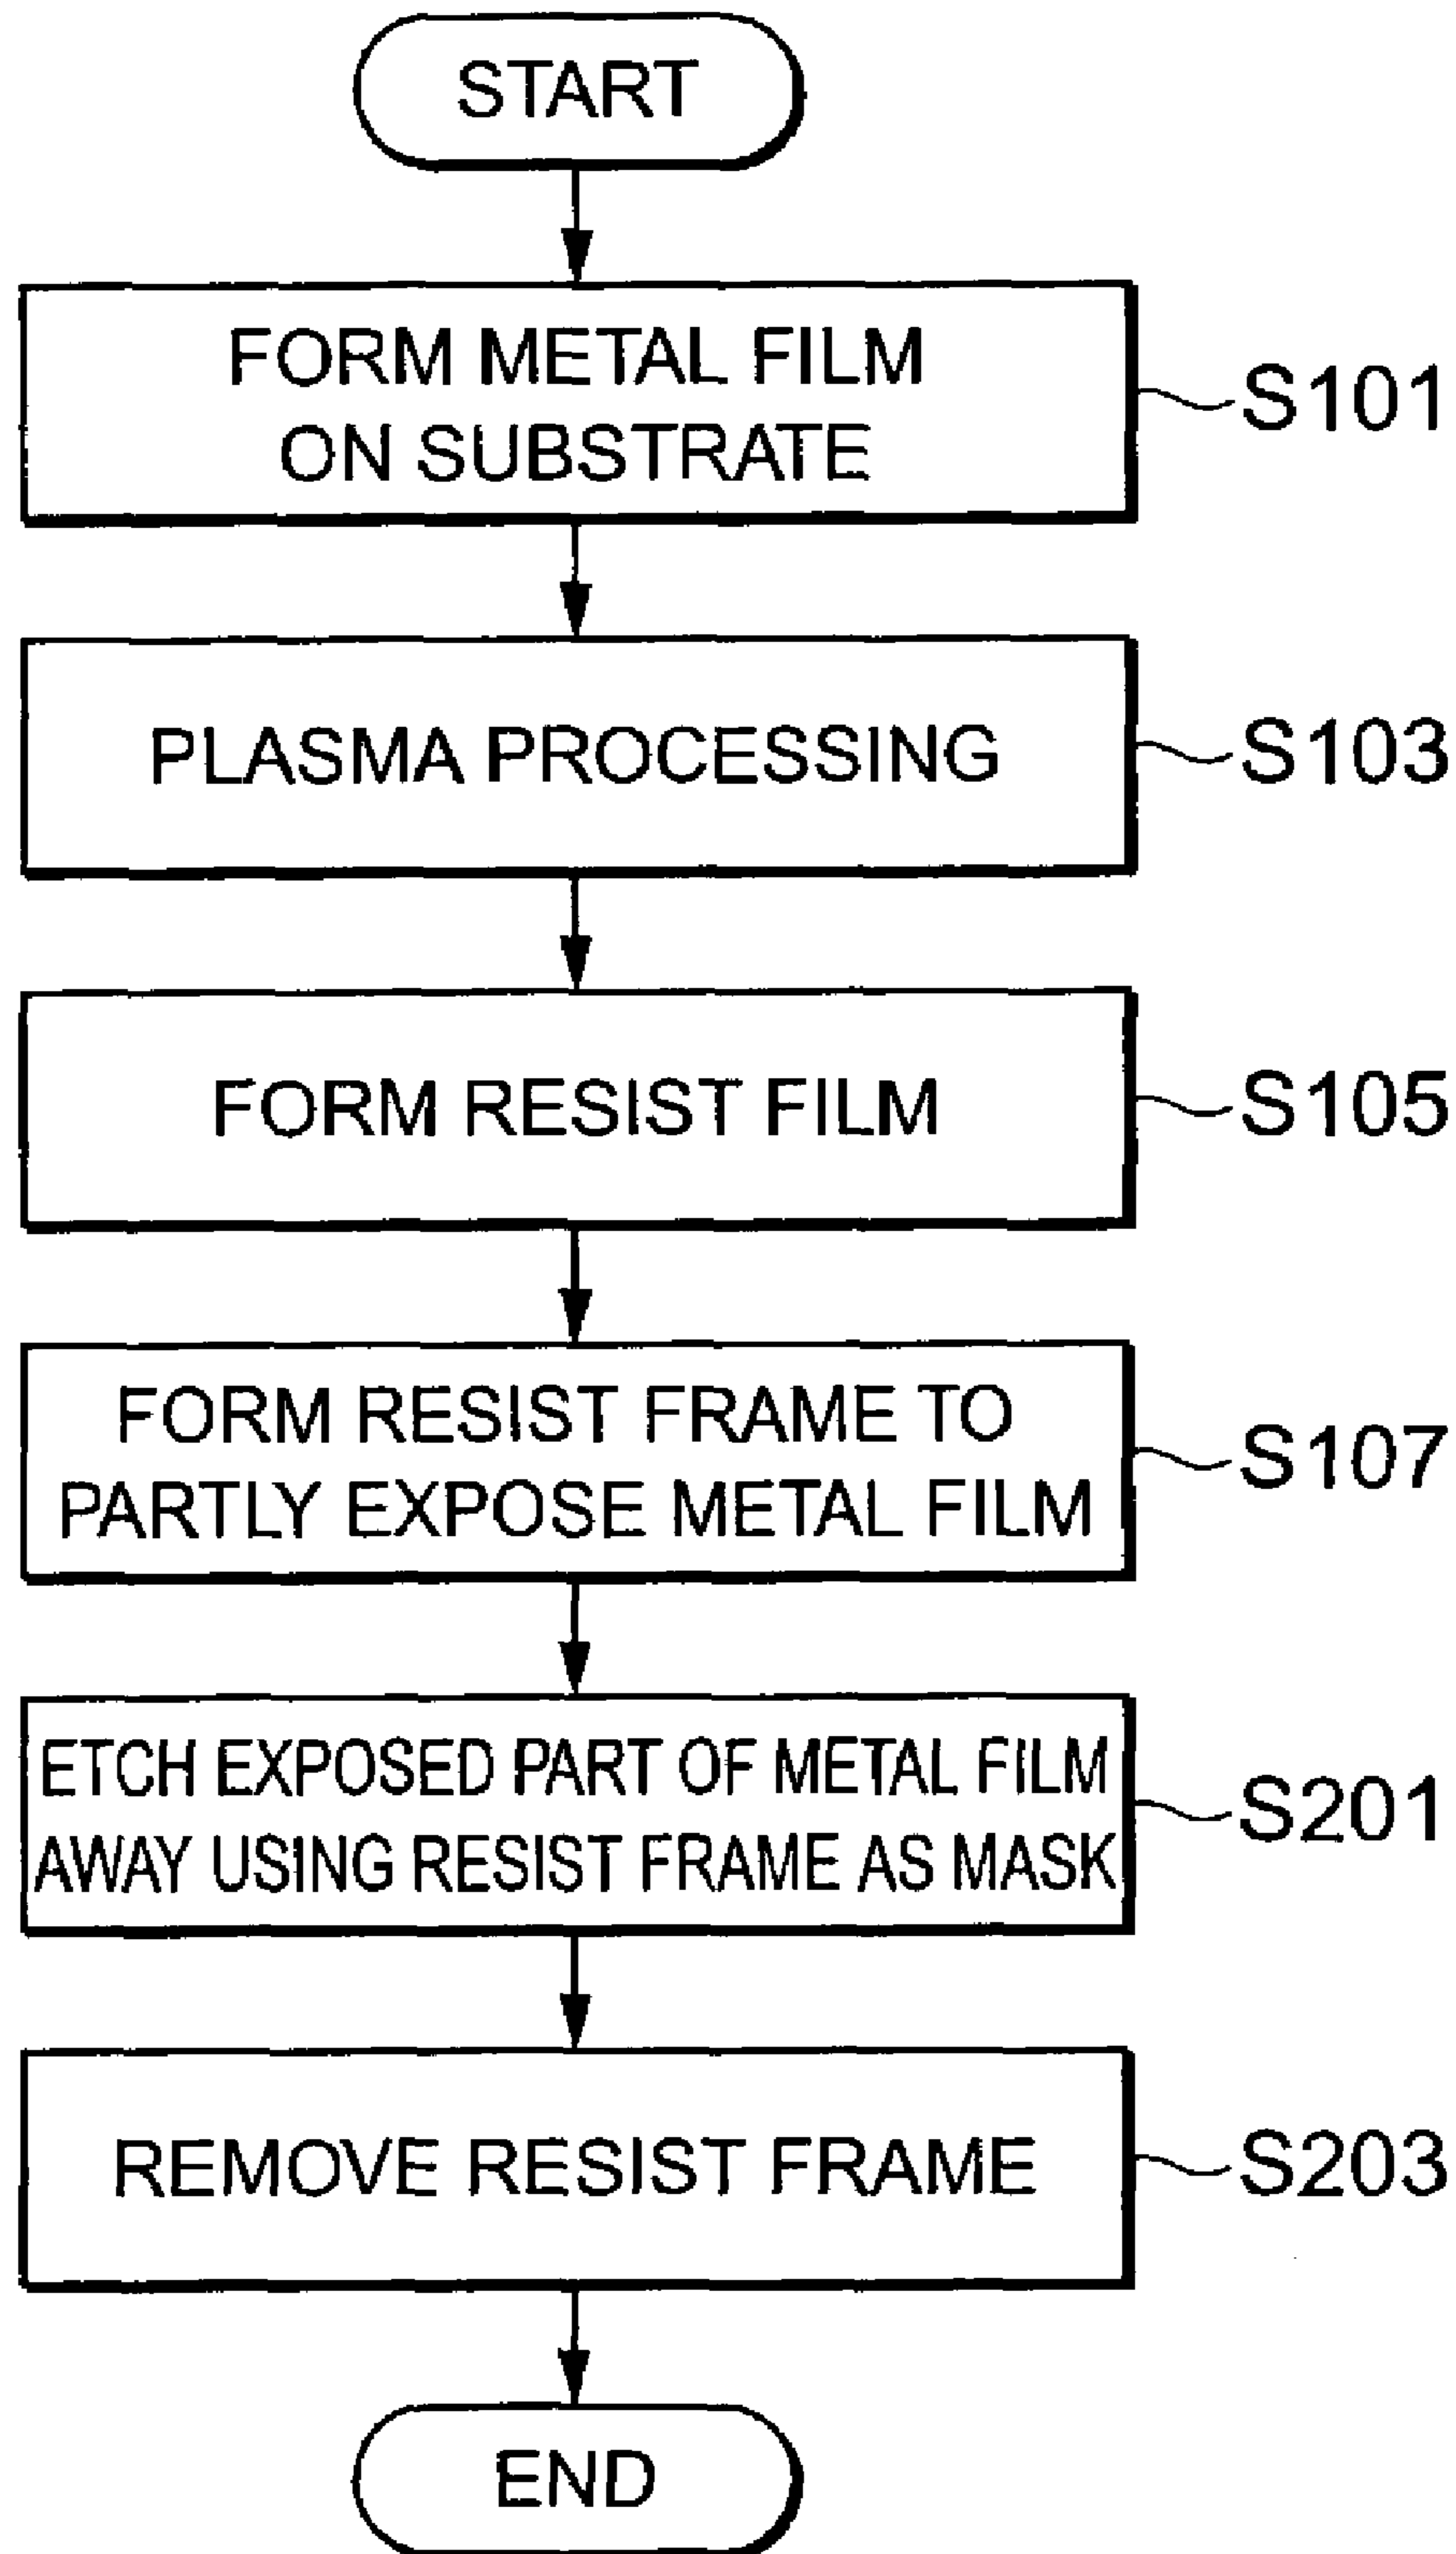 START
FORM METAL FILM
ON SUBSTRATE
S101
PLASMA PROCESSING
S103
FORM RESIST FILM
S105
FORM RESIST FRAME TO
PARTLY EXPOSE METAL FILM
S107
ETCH EXPOSED PART OF METAL FILM
AWAY USING RESIST FRAME AS MASK
S201
REMOVE RESIST FRAME
S203
END